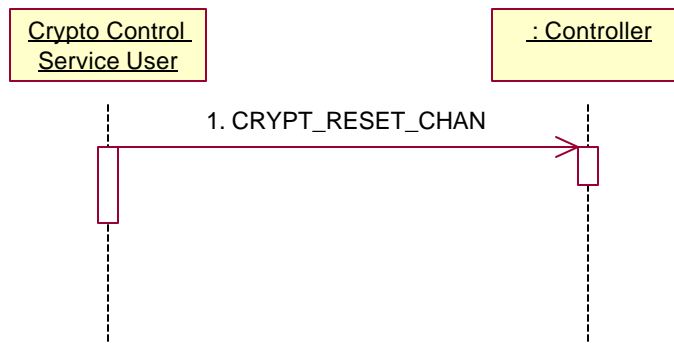 Crypto Control
Service User
: Controller
1. CRYPT_RESET_CHAN